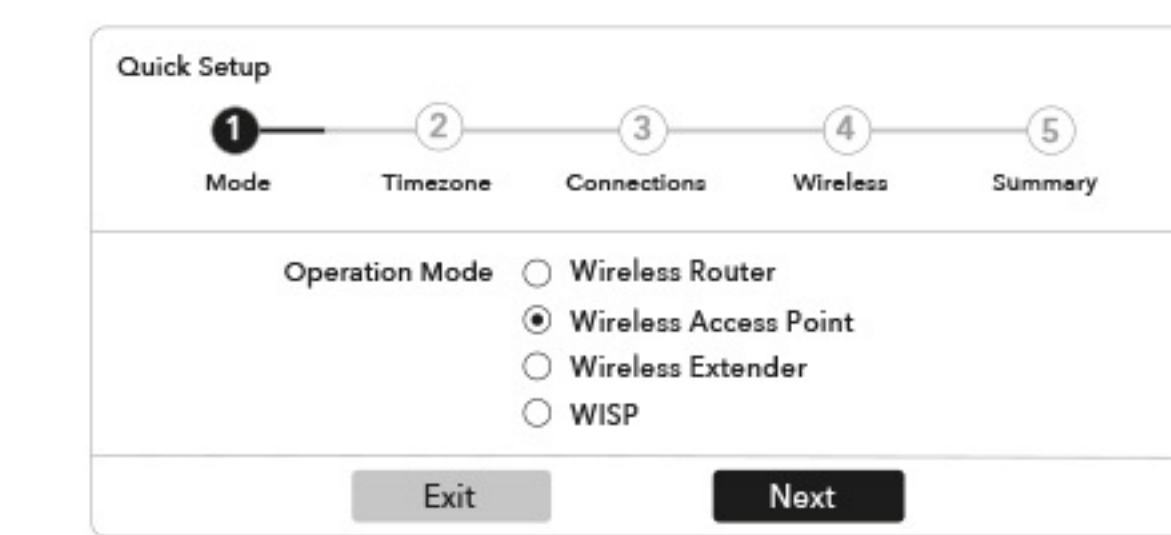 Quick Setup
1 2 3 4 5
Mode Timezone Connections Wireless Summary
Operation Mode Wireless Router
Wireless Access Point
Wireless Extender
WISP
Exit Next